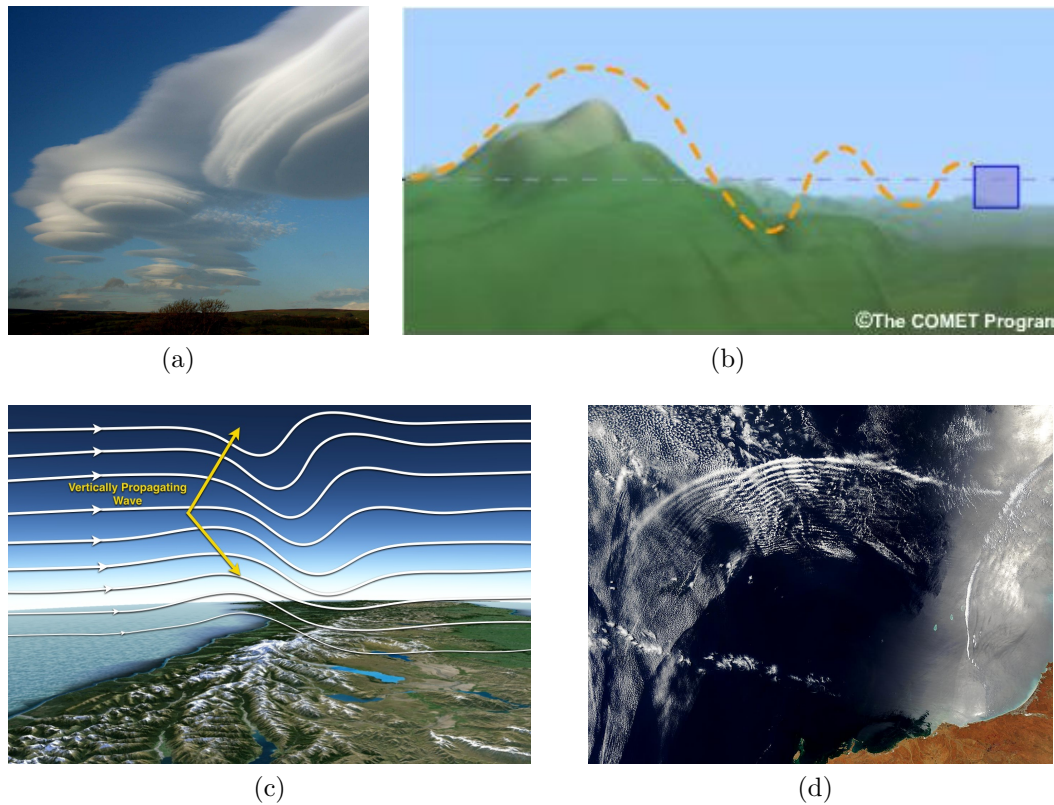 (a)
©The COMET Program
(b)
Vertically Propagating
Wave
(c)
(d)